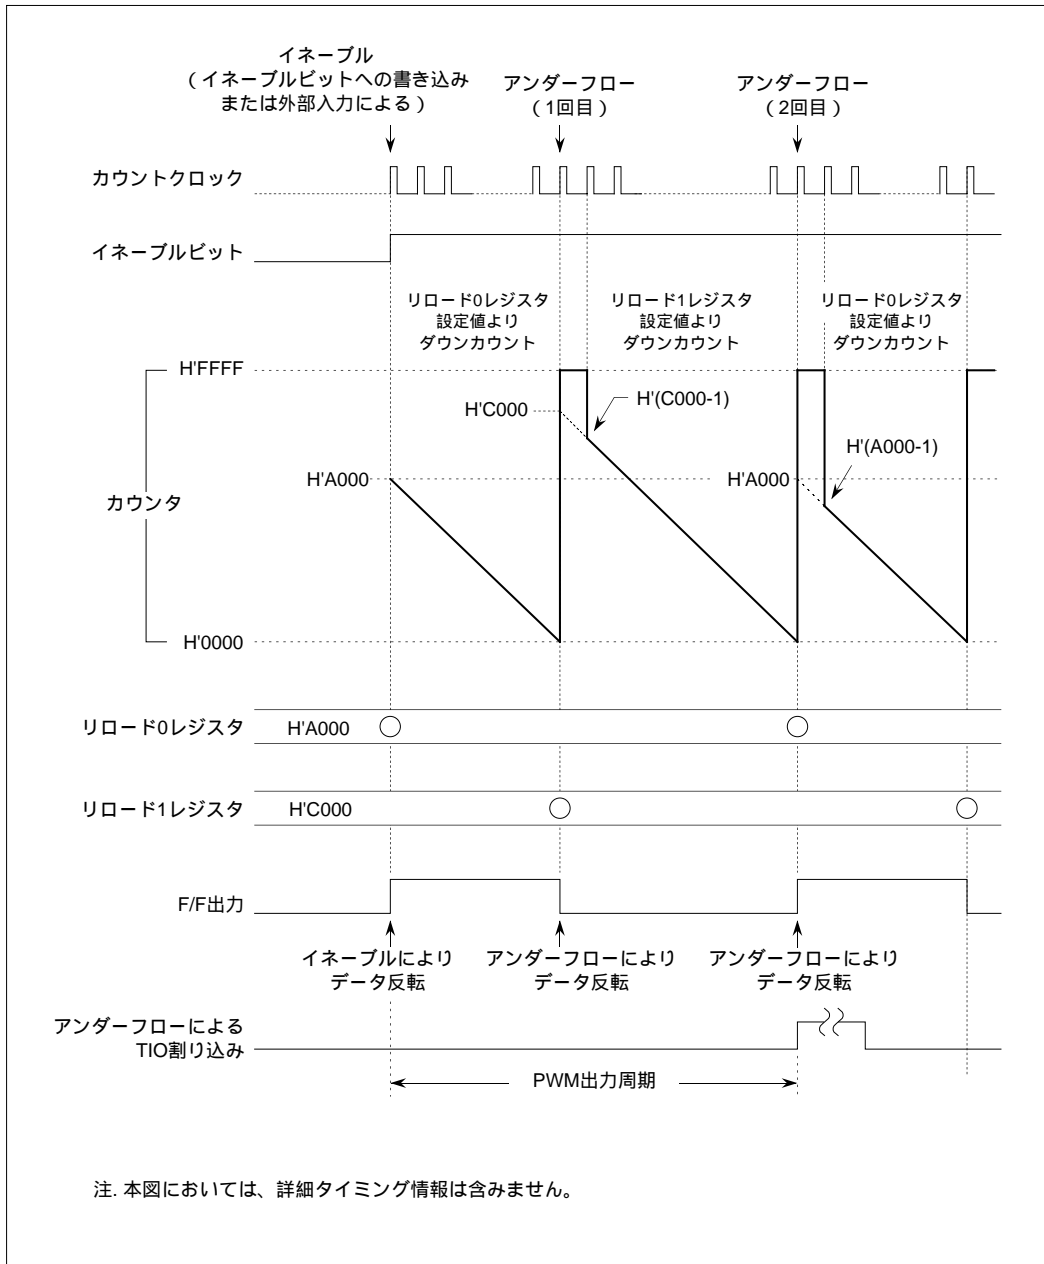 イネーブル
(イネーブルビットへの書き込み
または外部入力による)
アンダーフロー
(1回目)
アンダーフロー
(2回目)
カウントクロック
イネーブルビット
リロード0レジスタ
設定値より
ダウンカウント
リロード1レジスタ
設定値より
ダウンカウント
リロード0レジスタ
設定値より
ダウンカウント
H'FFFF
H'C000
H'(C000-1)
H'A000
H'A000
H'(A000-1)
カウンタ
H'0000
リロード0レジスタ
H'A000
リロード1レジスタ
H'C000
F/F出力
イネーブルにより
データ反転
アンダーフローにより
データ反転
アンダーフローにより
データ反転
アンダーフローによる
TIO割り込み
PWM出力周期
注. 本図においては、詳細タイミング情報は含みません。